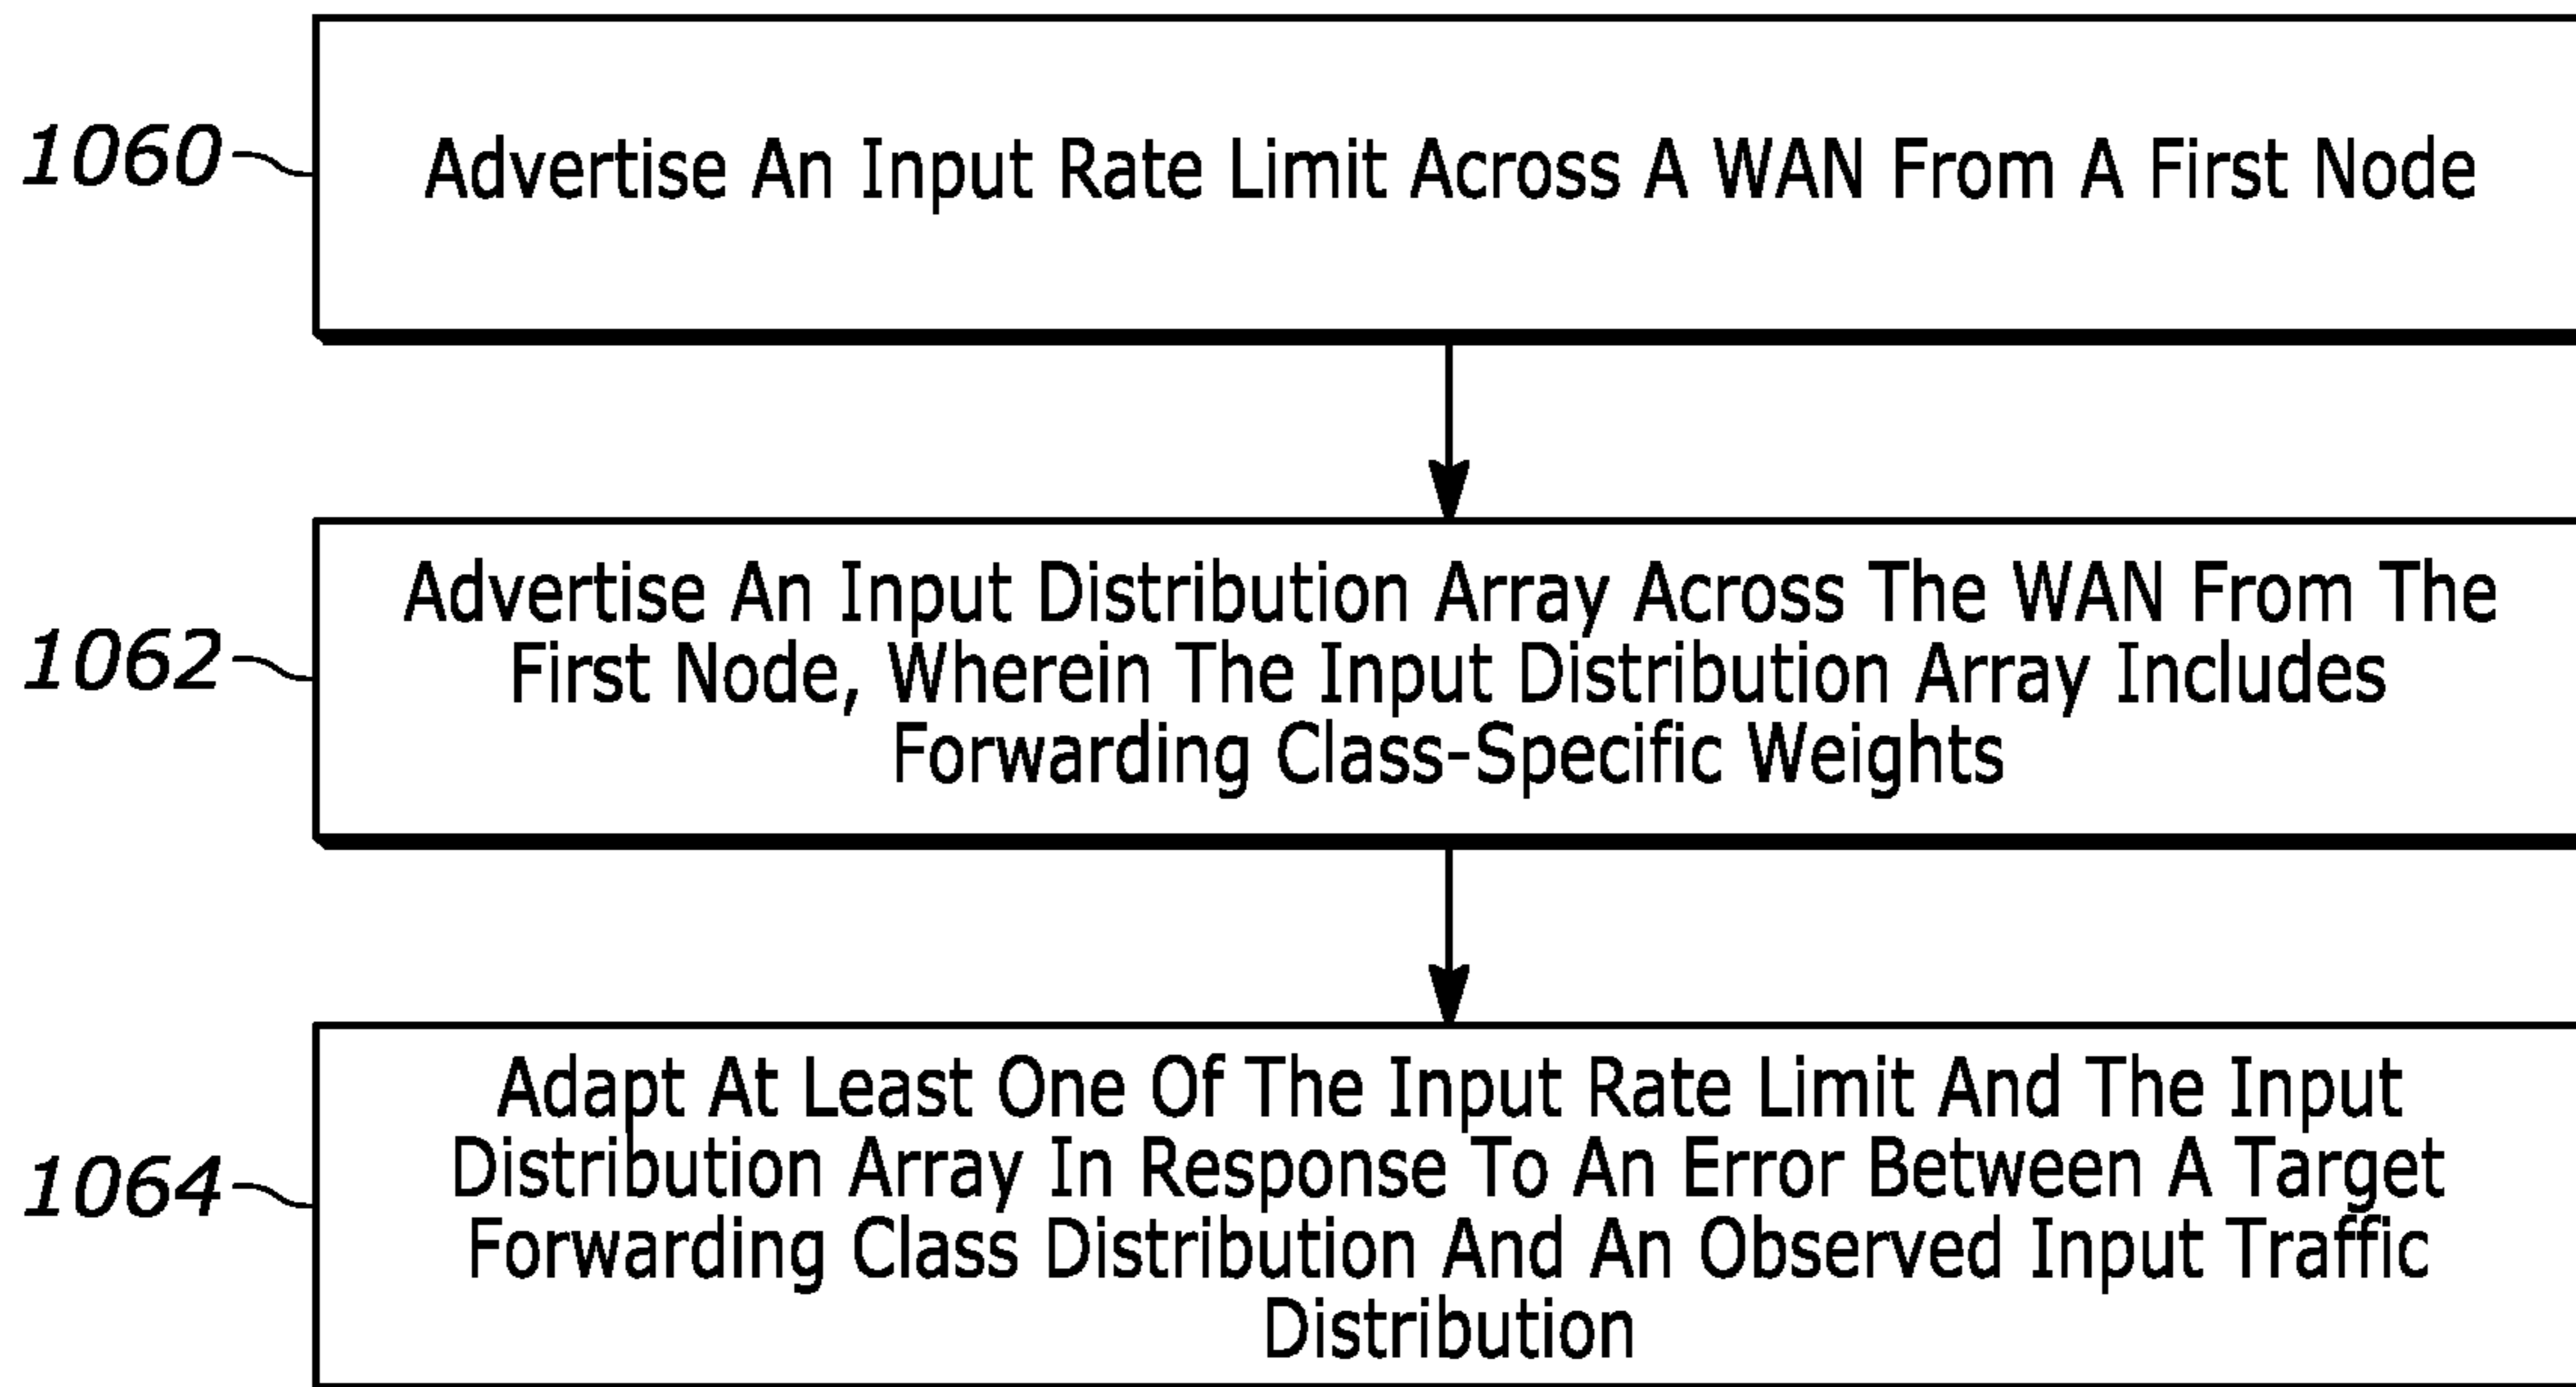 1060
Advertise An Input Rate Limit Across A WAN From A First Node
1062
Advertise An Input Distribution Array Across The WAN From The
First Node, Wherein The Input Distribution Array Includes
Forwarding Class-Specific Weights
1064
Adapt At Least One Of The Input Rate Limit And The Input
Distribution Array In Response To An Error Between A Target
Forwarding Class Distribution And An Observed Input Traffic
Distribution